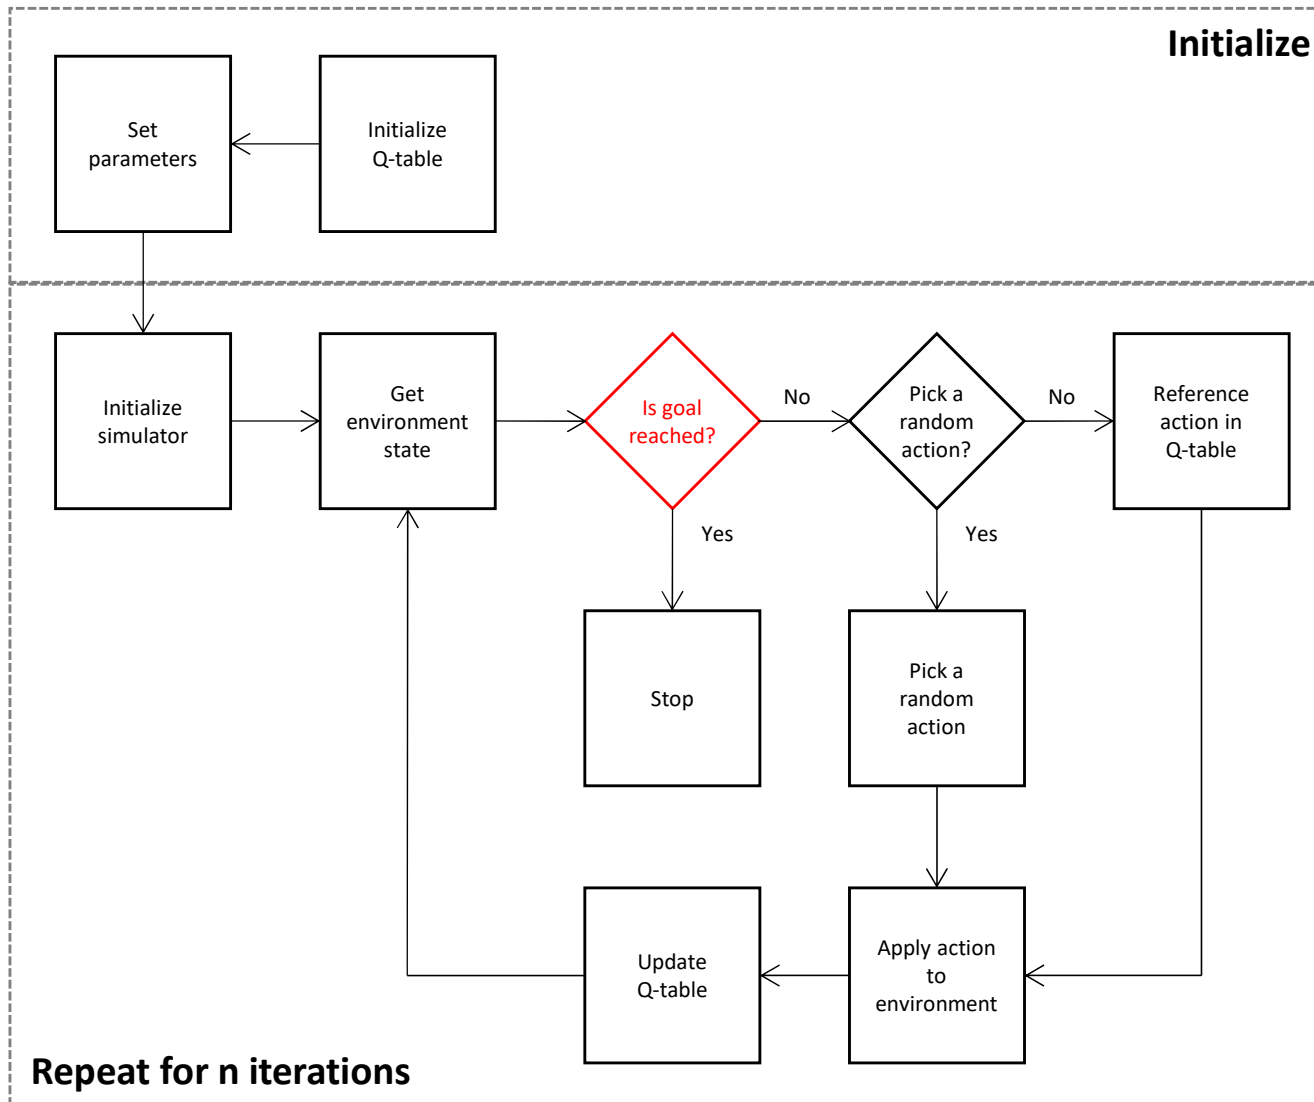 Initialize
Set
parameters
Initialize
Q-table
Initialize
simulator
Get
environment
state
Is goal
reached?
No
Pick a
random
action?
No
Reference
action in
Q-table
Yes
Yes
Stop
Pick a
random
action
Update
Q-table
Apply action
to
environment
Repeat for n iterations